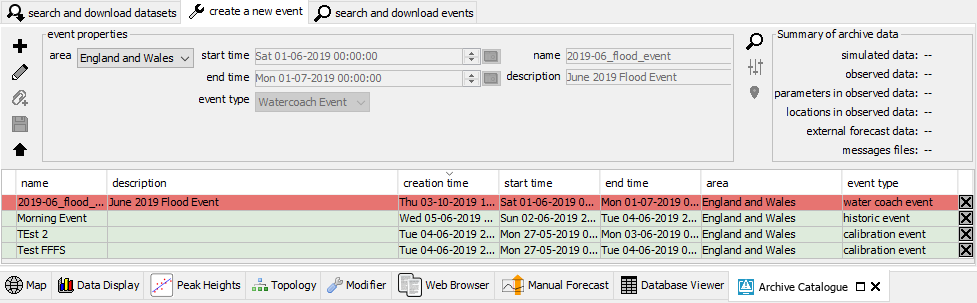 search and download datasets create a new event search and download events
event properties
area England and Wales start time Sat 01-06-2019 00:00:00 name 2019-06_flood_event
end time Mon 01-07-2019 00:00:00 description June 2019 Flood Event
event type Watercoach Event
Summary of archive data
simulated data: --
observed data: --
parameters in observed data: --
locations in observed data: --
external forecast data: --
messages files: --
name description creation time start time end time area event type
2019-06_flood_... June 2019 Flood Event Thu 03-10-2019 1... Sat 01-06-2019 0... Mon 01-07-2019 0... England and Wales water coach event
Morning Event Wed 05-06-2019 ... Sun 02-06-2019 2... Tue 04-06-2019 2... England and Wales historic event
TEst 2 Tue 04-06-2019 2... Mon 27-05-2019 0... Mon 03-06-2019 0... England and Wales calibration event
Test FFFS Tue 04-06-2019 2... Mon 27-05-2019 0... Tue 04-06-2019 0... England and Wales calibration event
Map Data Display Peak Heights Topology Modifier Web Browser Manual Forecast Database Viewer Archive Catalogue